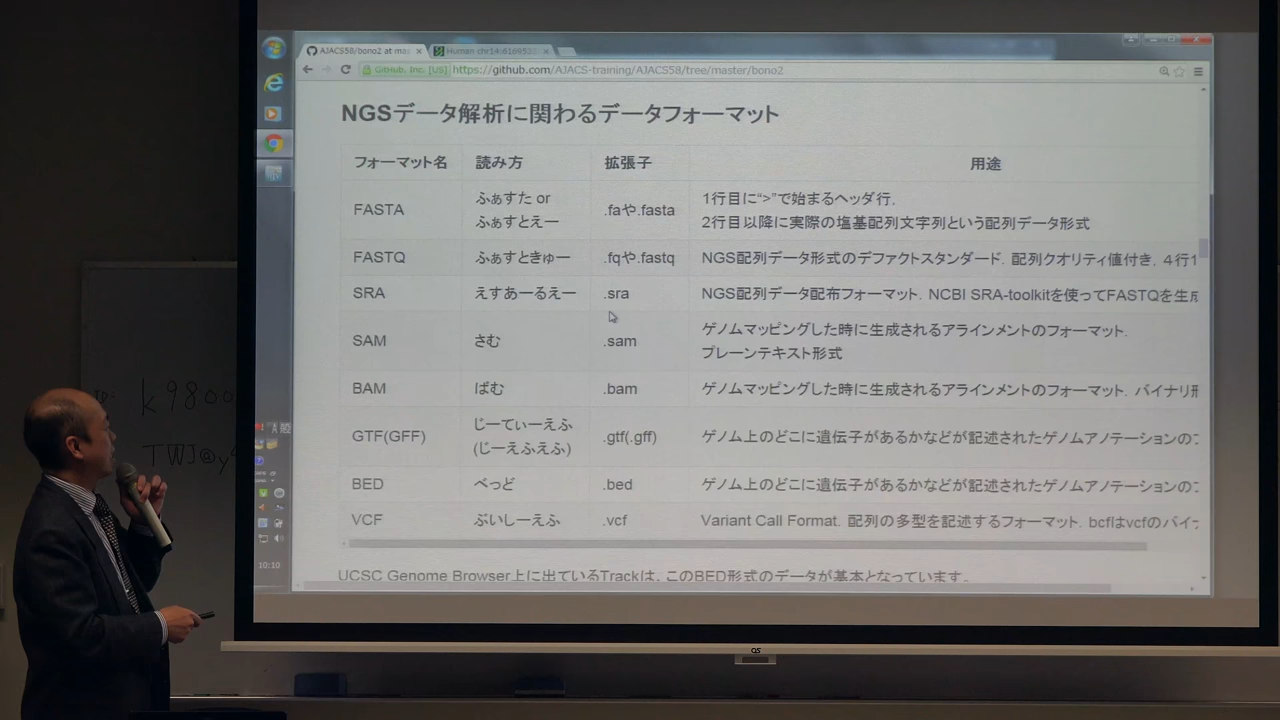 AJACS58/bono2 at mas
Human chr14:616952
GitHub, Inc. [US]
https://github.com/AJACS-training/AJACS58/tree/master/bono2
NGSデータ解析に関わるデータフォーマット
フォーマット名 読み方 拡張子 用途
FASTA ふぁすた or ふぁすとえー .faや.fasta 1行目に“>”で始まるヘッダ行.
2行目以降に実際の塩基配列文字列という配列データ形式
FASTQ ふぁすときゅー .fqや.fastq NGS配列データ形式のデファクトスタンダード. 配列クオリティ値付き. 4行1
SRA えすあーるえー .sra NGS配列データ配布フォーマット. NCBI SRA-toolkitを使ってFASTQを生成
SAM さむ .sam ゲノムマッピングした時に生成されるアラインメントのフォーマット.
プレーンテキスト形式
BAM ばむ .bam ゲノムマッピングした時に生成されるアラインメントのフォーマット. バイナリ形
GTF(GFF) じーてぃーえふ (じーえふえふ) .gtf(.gff) ゲノム上のどこに遺伝子があるかなどが記述されたゲノムアノテーションのフ
BED べっど .bed ゲノム上のどこに遺伝子があるかなどが記述されたゲノムアノテーションのフ
VCF ぶいしーえふ .vcf Variant Call Format. 配列の多型を記述するフォーマット. bcfはvcfのバイナ
UCSC Genome Browser上に出ているTrackは、このBED形式のデータが基本となっています。
10:10
k9800
TWJ@y
OS